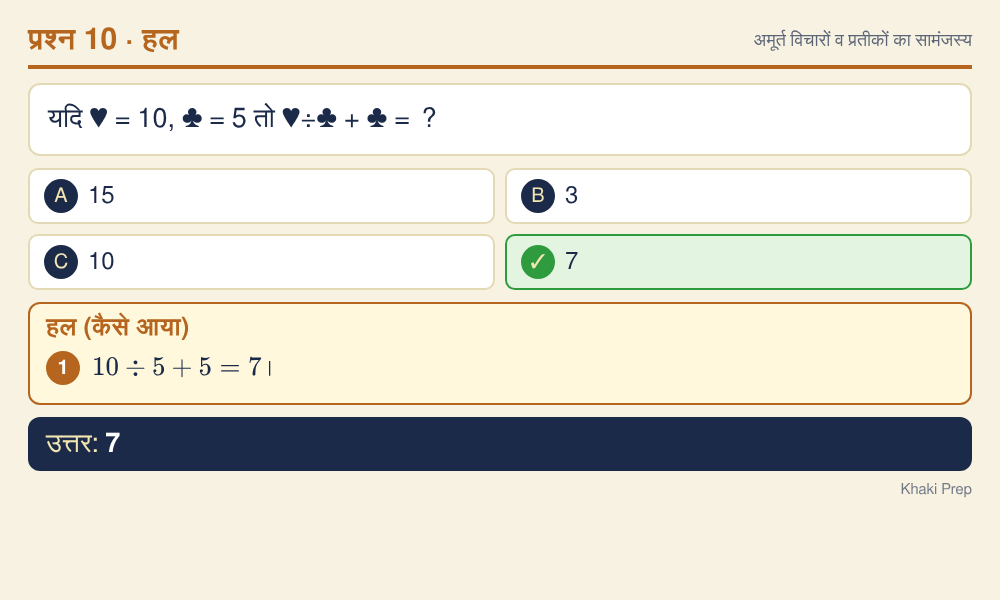 प्रश्न 10 · हल
अमूर्त विचारों व प्रतीकों का सामंजस्य
यदि ♥ = 10, ♣ = 5 तो ♥÷♣ + ♣ = ?
A 15
B 3
C 10
✓ 7
हल (कैसे आया)
1 10 ÷ 5 + 5 = 7।
उत्तर: 7
Khaki Prep